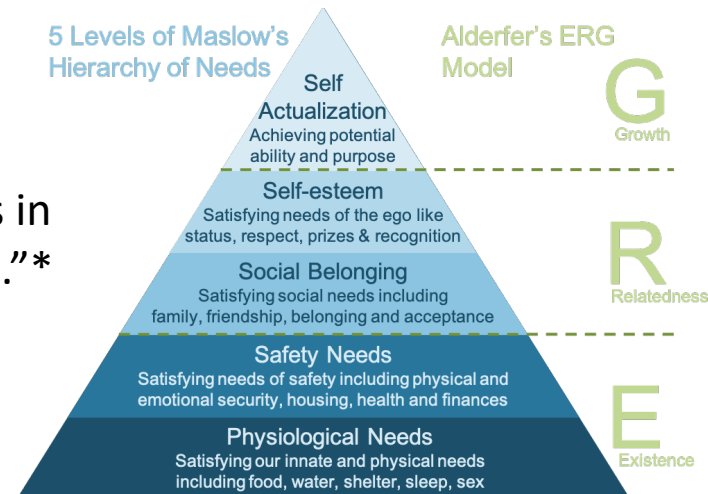 5 Levels of Maslow's
Hierarchy of Needs
Alderfer's ERG
Model
Self
Actualization
Achieving potential
ability and purpose
G
Growth
s in
.”*
Self-esteem
Satisfying needs of the ego like
status, respect, prizes & recognition
Social Belonging
Satisfying social needs including
family, friendship, belonging and acceptance
R
Relatedness
Safety Needs
Satisfying needs of safety including physical and
emotional security, housing, health and finances
Physiological Needs
Satisfying our innate and physical needs
including food, water, shelter, sleep, sex
E
Existence